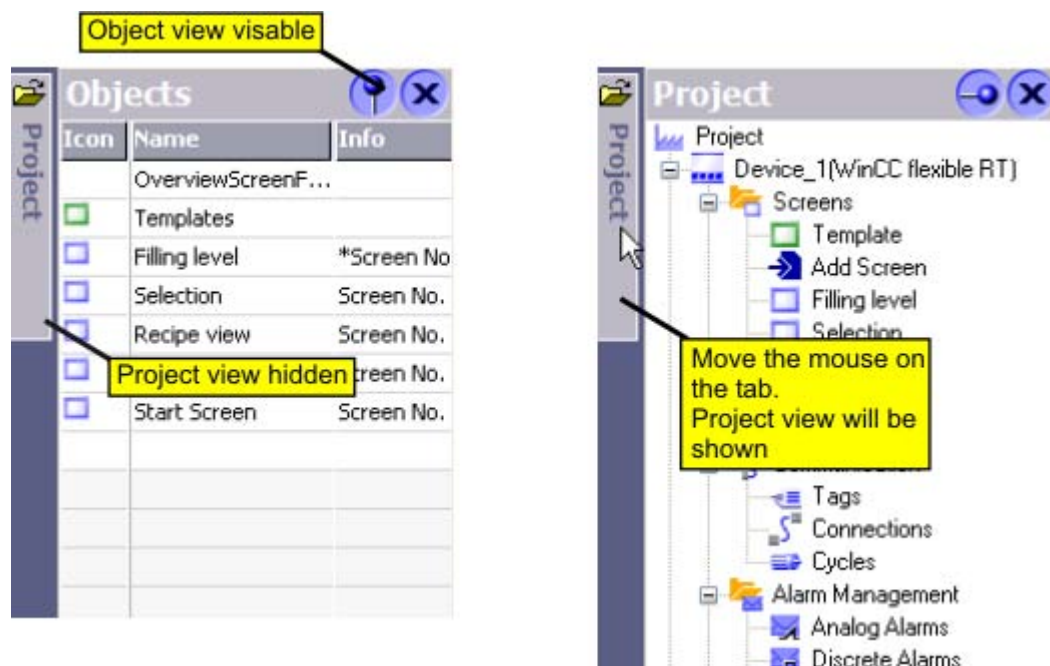 Object view visable
Project
Objects
Icon Name Info
OverviewScreenF...
Templates
Filling level *Screen No
Selection Screen No.
Recipe view Screen No.
Project view hidden
creen No.
Start Screen Screen No.
Project
Project
Project
Device_1(WinCC flexible RT)
Screens
Template
Add Screen
Filling level
Selection
Move the mouse on
the tab.
Project view will be
shown
Tags
Connections
Cycles
Alarm Management
Analog Alarms
Discrete Alarms